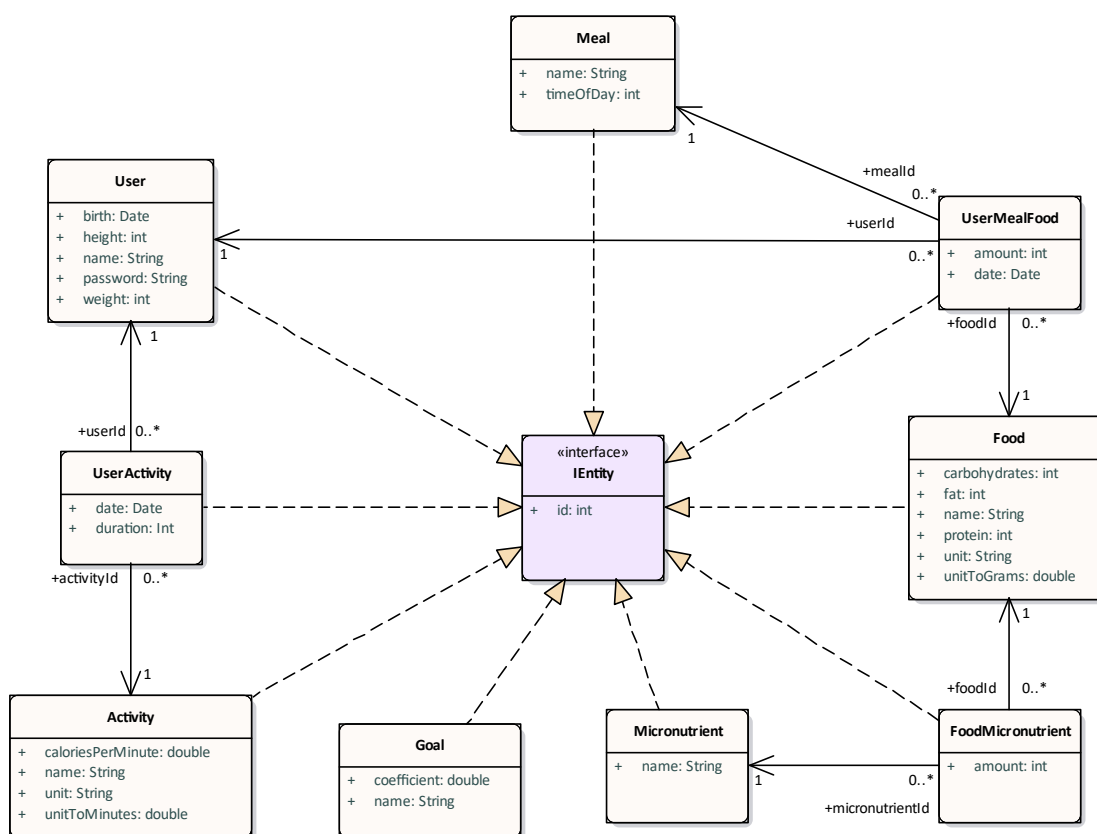 Meal
+ name: String
+ timeOfDay: int
1
+mealId
0..*
User
+ birth: Date
+ height: int
+ name: String
+ password: String
+ weight: int
1
+userId
0..*
UserMealFood
+ amount: int
+ date: Date
1
+foodId 0..*
1
+userId 0..*
UserActivity
+ date: Date
+ duration: Int
+activityId 0..*
1
«interface»
IEntity
+ id: int
Food
+ carbohydrates: int
+ fat: int
+ name: String
+ protein: int
+ unit: String
+ unitToGrams: double
1
+foodId 0..*
Activity
+ caloriesPerMinute: double
+ name: String
+ unit: String
+ unitToMinutes: double
Goal
+ coefficient: double
+ name: String
Micronutrient
+ name: String
1
0..*
+micronutrientId
FoodMicronutrient
+ amount: int